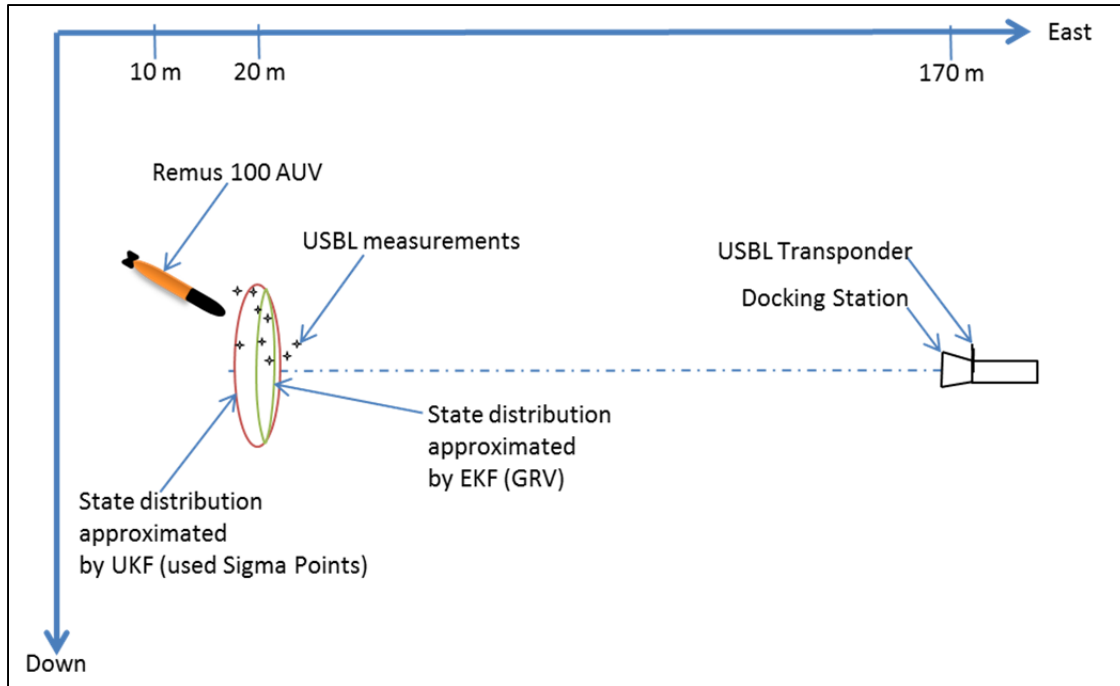 East
10 m
20 m
170 m
Remus 100 AUV
USBL measurements
USBL Transponder
Docking Station
State distribution
approximated
by EKF (GRV)
State distribution
approximated
by UKF (used Sigma Points)
Down